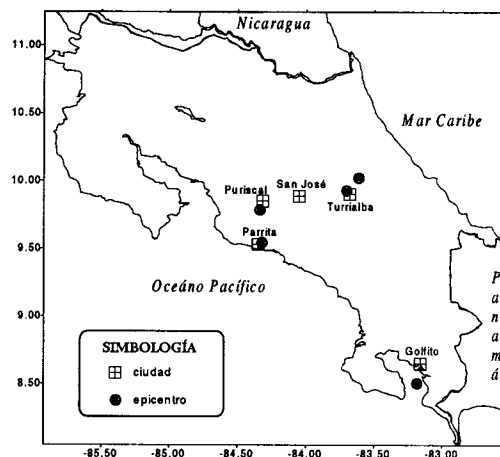 Nicaragua
11.00
10.50
Mar Caribe
10.00
Puriscal
San José
Turrialba
9.50
Parrita
Oceáno Pacífico
9.00
P
a
n
a
m
á
SIMBOLOGÍA
ciudad
epicentro
Golfito
8.50
-85.50
-85.00
-84.50
-84.00
-83.50
-83.00